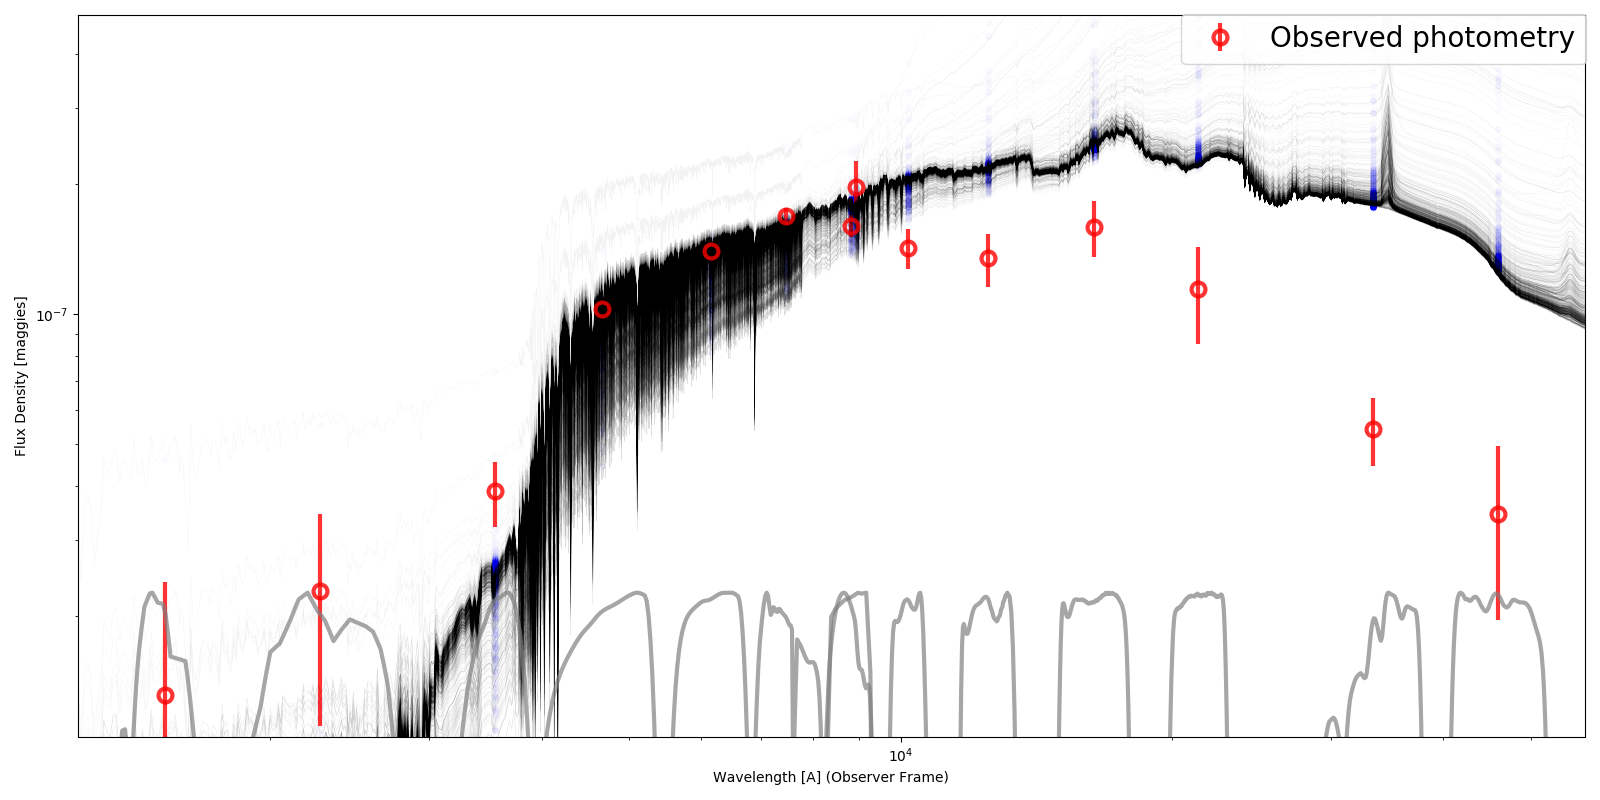 Observed photometry
Flux Density [maggies]
10⁻⁷
10⁴
Wavelength [A] (Observer Frame)